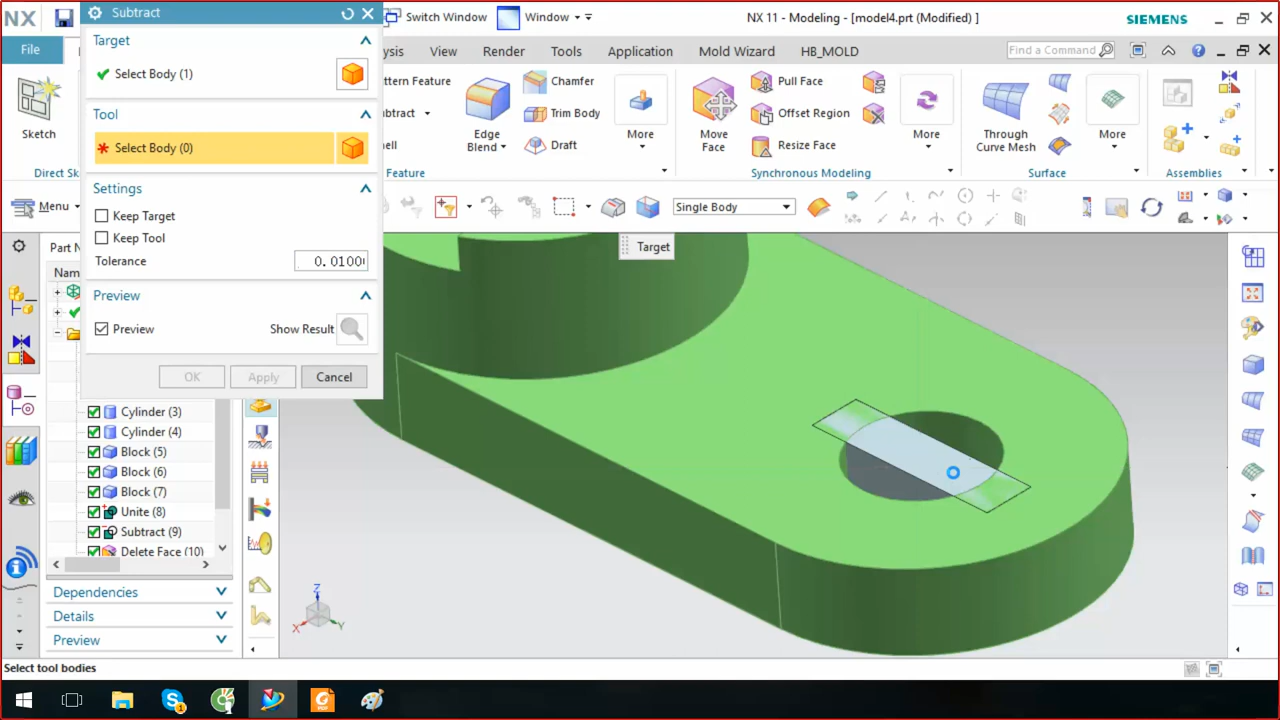 NX
Subtract
Switch Window
Window
NX 11 - Modeling - [model4.prt (Modified) ]
SIEMENS
File
ysis
View
Render
Tools
Application
Mold Wizard
HB_MOLD
Find a Command
Target
Select Body (1)
Tool
Select Body (0)
Settings
Keep Target
Keep Tool
Tolerance
0.0100
Preview
Preview
Show Result
OK
Apply
Cancel
Sketch
Direct Sk
ttern Feature
btract
ell
Feature
Edge
Blend
Chamfer
Trim Body
Draft
More
Move
Face
Pull Face
Offset Region
Resize Face
More
Synchronous Modeling
Through
Curve Mesh
More
Surface
Assemblies
Menu
Single Body
Target
Part N
Nam
Cylinder (3)
Cylinder (4)
Block (5)
Block (6)
Block (7)
Unite (8)
Subtract (9)
Delete Face (10)
Dependencies
Details
Preview
Z
X
Y
Select tool bodies